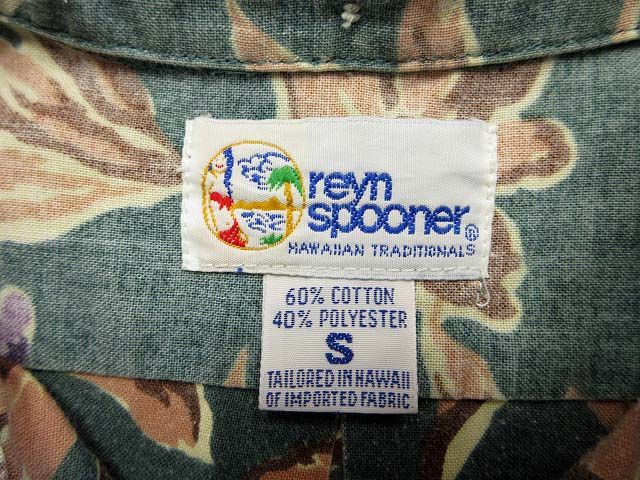 reyn
spooner®
HAWAIIAN TRADITIONALS
60% COTTON
40% POLYESTER
S
TAILORED IN HAWAII
OF IMPORTED FABRIC